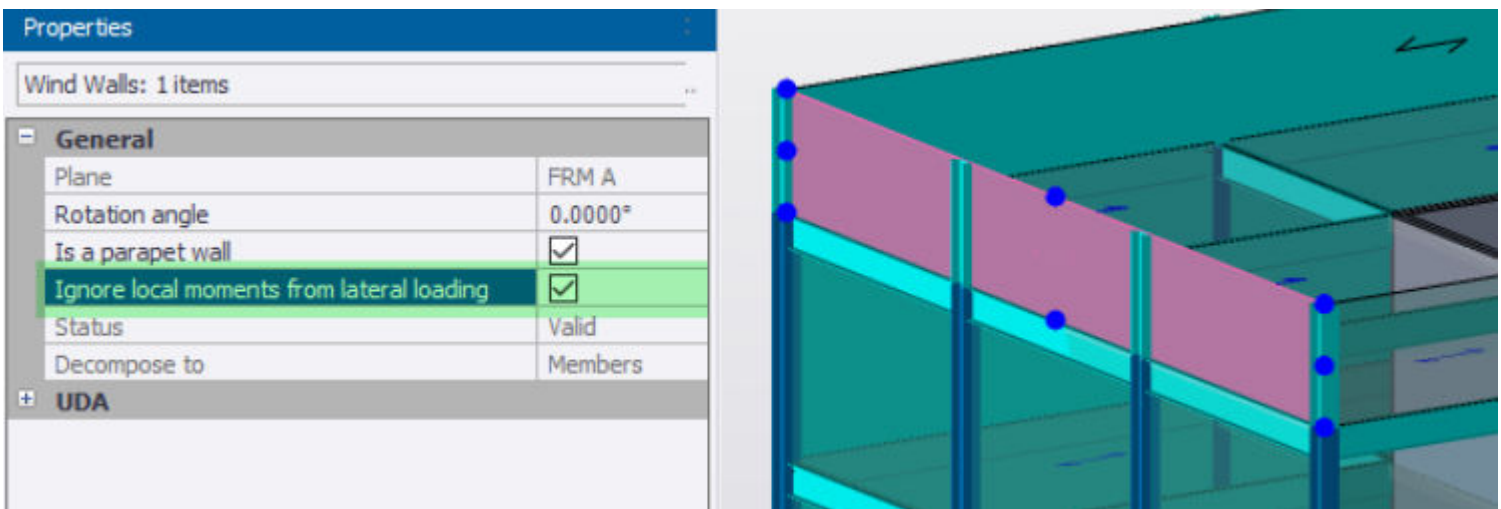 Properties
Wind Walls: 1 items
General
Plane FRM A
Rotation angle 0.0000°
Is a parapet wall
Ignore local moments from lateral loading
Status Valid
Decompose to Members
UDA